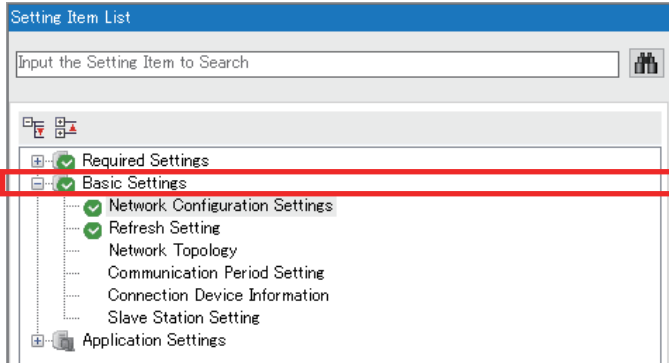 Setting Item List
Input the Setting Item to Search
Required Settings
Basic Settings
Network Configuration Settings
Refresh Setting
Network Topology
Communication Period Setting
Connection Device Information
Slave Station Setting
Application Settings